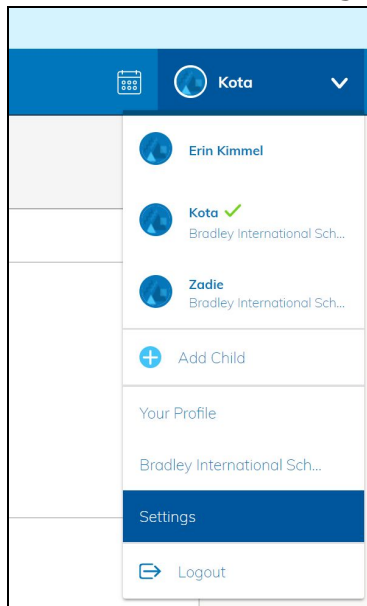 Kota
Erin Kimmel
Kota
Bradley International Sch...
Zadie
Bradley International Sch...
Add Child
Your Profile
Bradley International Sch...
Settings
Logout